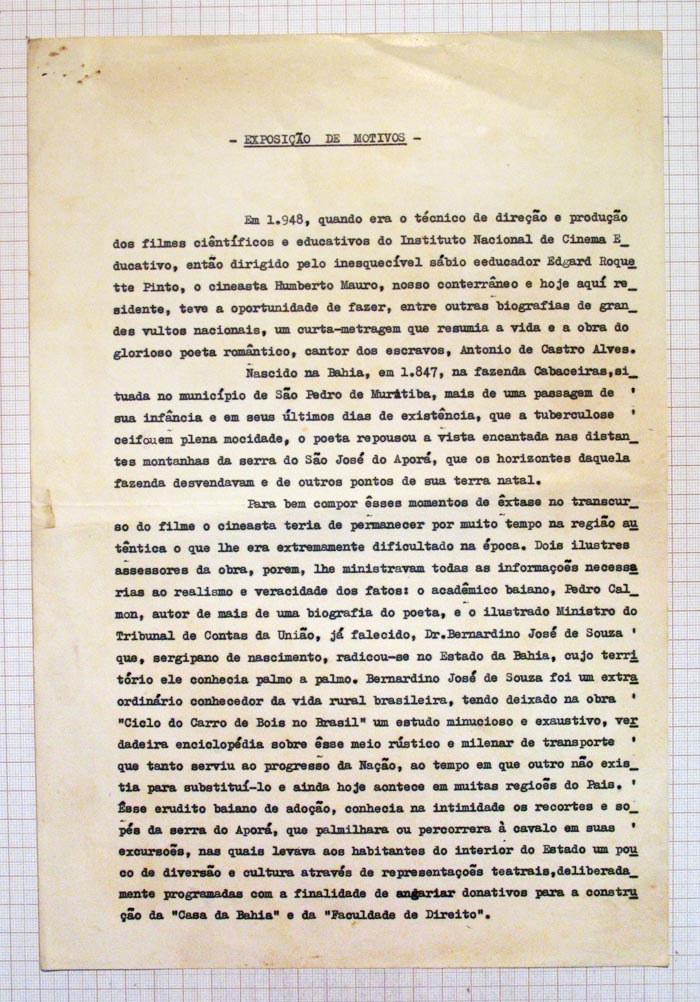 - EXPOSIÇÃO DE MOTIVOS -
Em 1.948, quando era o técnico de direção e produção
dos filmes ciêntíficos e educativos do Instituto Nacional de Cinema E_
ducativo, então dirigido pelo inesquecível sábio eeducador Edgard Roque
tte Pinto, o cineasta Humberto Mauro, nosso conterrâneo e hoje aquí re_
sidente, teve a oportunidade de fazer, entre outras biografias de gran_
des vultos nacionais, um curta-metragem que resumia a vida e a obra do
glorioso poeta romântico, cantor dos escravos, Antonio de Castro Alves.
Nascido na Bahia, em 1.847, na fazenda Cabaceiras,si_
tuada no município de São Pedro de Muritiba, mais de uma passagem de '
sua infância e em seus últimos dias de existência, que a tuberculose '
ceifou em plena mocidade, o poeta repousou a vista encantada nas distan_
tes montanhas da serra do São José do Aporá, que os horizontes daquela
fazenda desvendavam e de outros pontos de sua terra natal.
Para bem compor êsses momentos de êxtase no transcur_
so do filme o cineasta teria de permanecer por muito tempo na região au
têntica o que lhe era extremamente dificultado na época. Dois ilustres
assessores da obra, porem, lhe ministravam todas as informações necessa
rias ao realismo e veracidade dos fatos: o acadêmico baiano, Pedro Cal_
mon, autor de mais de uma biografia do poeta, e o ilustrado Ministro do
Tribunal de Contas da União, já falecido, Dr.Bernardino José de Souza '
que, sergipano de nascimento, radicou-se no Estado da Bahia, cujo terri
tório ele conhecia palmo a palmo. Bernardino José de Souza foi um extra
ordinário conhecedor da vida rural brasileira, tendo deixado na obra '
"Ciclo do Carro de Bois no Brasil" um estudo minucioso e exaustivo, ver
dadeira enciclopédia sobre êsse meio rústico e milenar de transporte '
que tanto serviu ao progresso da Nação, ao tempo em que outro não exis_
tia para substituí-lo e ainda hoje aontece em muitas regioẽs do Pais. '
Êsse erudito baiano de adoção, conhecia na intimidade os recortes e so_
pés da serra do Aporá, que palmilhara ou percorrera à cavalo em suas '
excursoẽs, nas quais levava aos habitantes do interior do Estado um pou
co de diversão e cultura através de representações teatrais,deliberada_
mente programadas com a finalidade de angariar donativos para a constru
ção da "Casa da Bahia" e da "Faculdade de Direito".